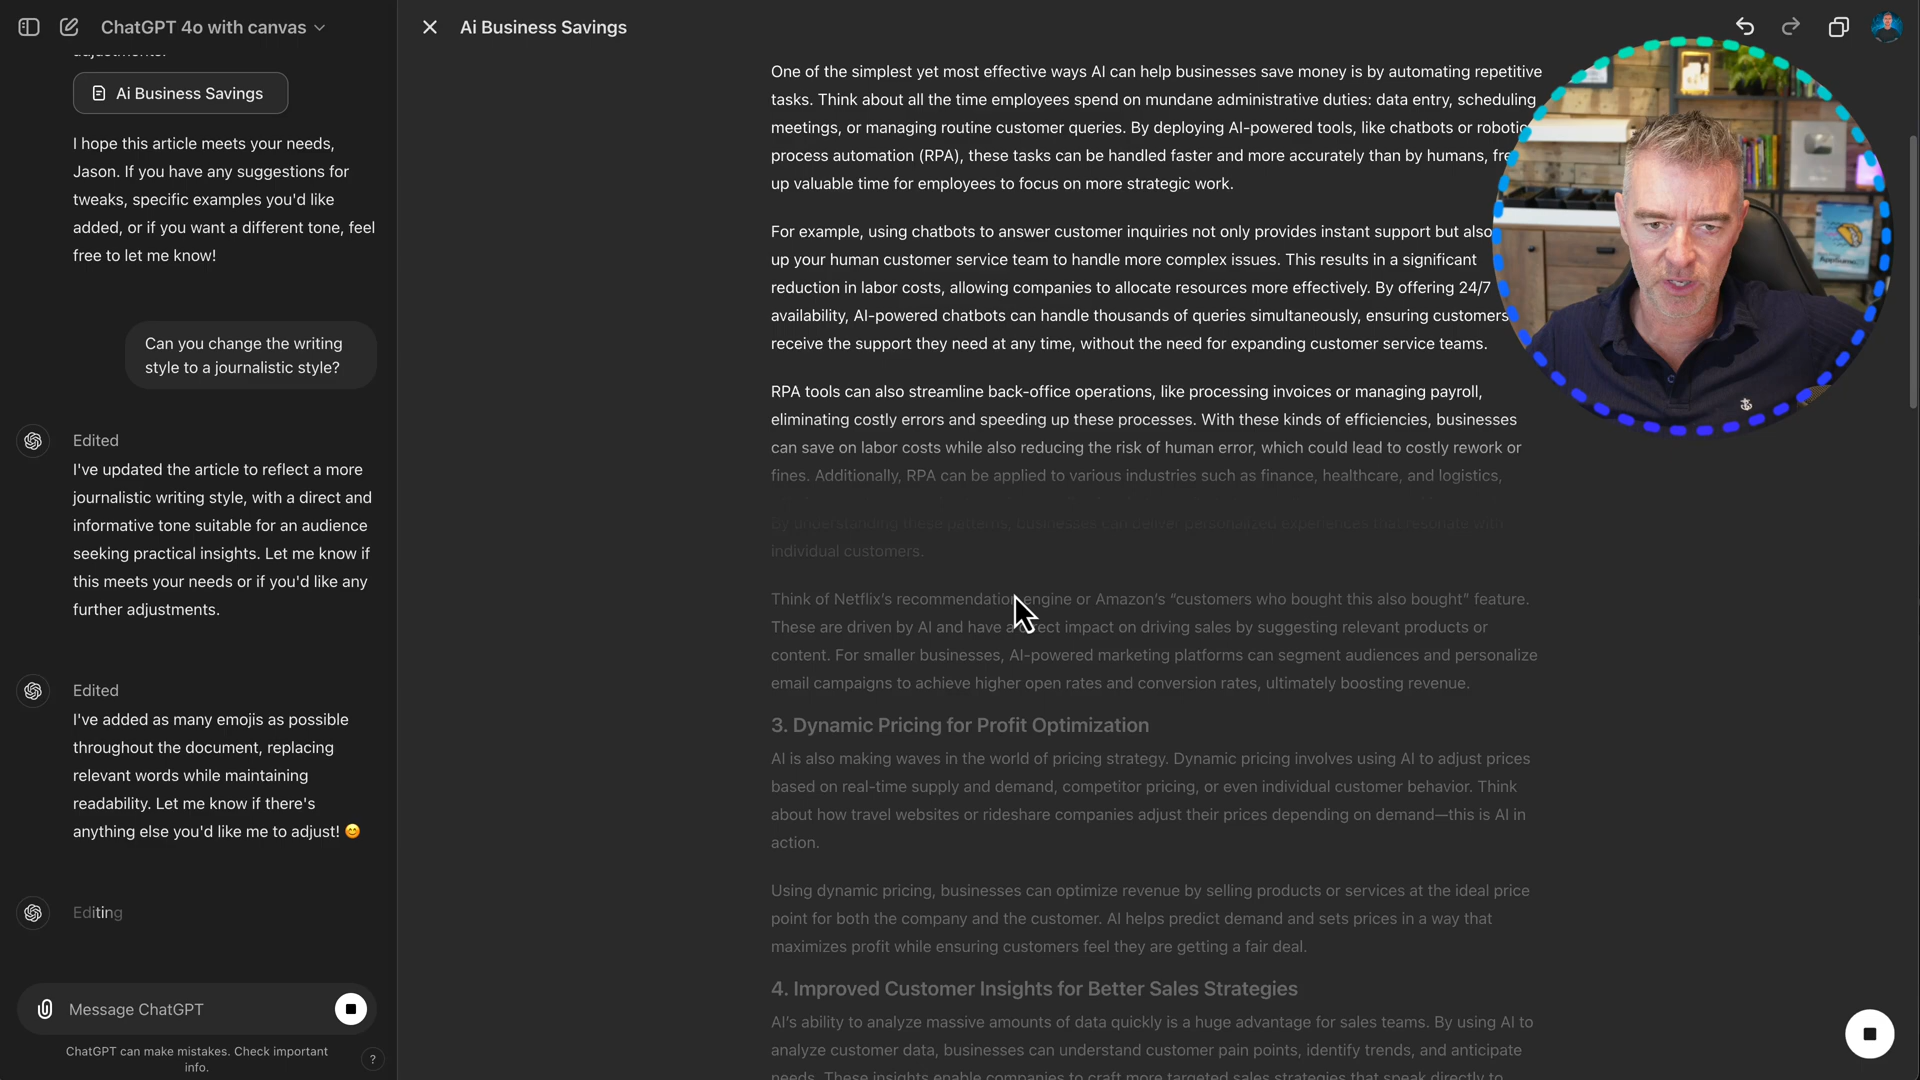 ChatGPT 4o with canvas
Ai Business Savings
Ai Business Savings
I hope this article meets your needs,
Jason. If you have any suggestions for
tweaks, specific examples you'd like
added, or if you want a different tone, feel
free to let me know!
Can you change the writing
style to a journalistic style?
Edited
I've updated the article to reflect a more
journalistic writing style, with a direct and
informative tone suitable for an audience
seeking practical insights. Let me know if
this meets your needs or if you'd like any
further adjustments.
Edited
I've added as many emojis as possible
throughout the document, replacing
relevant words while maintaining
readability. Let me know if there's
anything else you'd like me to adjust! 😊
Editing
Message ChatGPT
ChatGPT can make mistakes. Check important
info.
?
One of the simplest yet most effective ways AI can help businesses save money is by automating repetitive
tasks. Think about all the time employees spend on mundane administrative duties: data entry, scheduling
meetings, or managing routine customer queries. By deploying AI-powered tools, like chatbots or robotic
process automation (RPA), these tasks can be handled faster and more accurately than by humans,
up valuable time for employees to focus on more strategic work.
For example, using chatbots to answer customer inquiries not only provides instant support but also
up your human customer service team to handle more complex issues. This results in a significant
reduction in labor costs, allowing companies to allocate resources more effectively. By offering 24/7
availability, AI-powered chatbots can handle thousands of queries simultaneously, ensuring customers
receive the support they need at any time, without the need for expanding customer service teams.
RPA tools can also streamline back-office operations, like processing invoices or managing payroll,
eliminating costly errors and speeding up these processes. With these kinds of efficiencies, businesses
can save on labor costs while also reducing the risk of human error, which could lead to costly rework or
fines. Additionally, RPA can be applied to various industries such as finance, healthcare, and logistics,
By understanding these patterns, businesses can deliver personalized experiences that resonate with
individual customers.
Think of Netflix's recommendation engine or Amazon's "customers who bought this also bought" feature.
These are driven by AI and have a direct impact on driving sales by suggesting relevant products or
content. For smaller businesses, AI-powered marketing platforms can segment audiences and personalize
email campaigns to achieve higher open rates and conversion rates, ultimately boosting revenue.
3. Dynamic Pricing for Profit Optimization
AI is also making waves in the world of pricing strategy. Dynamic pricing involves using AI to adjust prices
based on real-time supply and demand, competitor pricing, or even individual customer behavior. Think
about how travel websites or rideshare companies adjust their prices depending on demand—this is AI in
action.
Using dynamic pricing, businesses can optimize revenue by selling products or services at the ideal price
point for both the company and the customer. AI helps predict demand and sets prices in a way that
maximizes profit while ensuring customers feel they are getting a fair deal.
4. Improved Customer Insights for Better Sales Strategies
AI's ability to analyze massive amounts of data quickly is a huge advantage for sales teams. By using AI to
analyze customer data, businesses can understand customer pain points, identify trends, and anticipate
needs. These insights enable companies to craft more targeted sales strategies that speak directly to